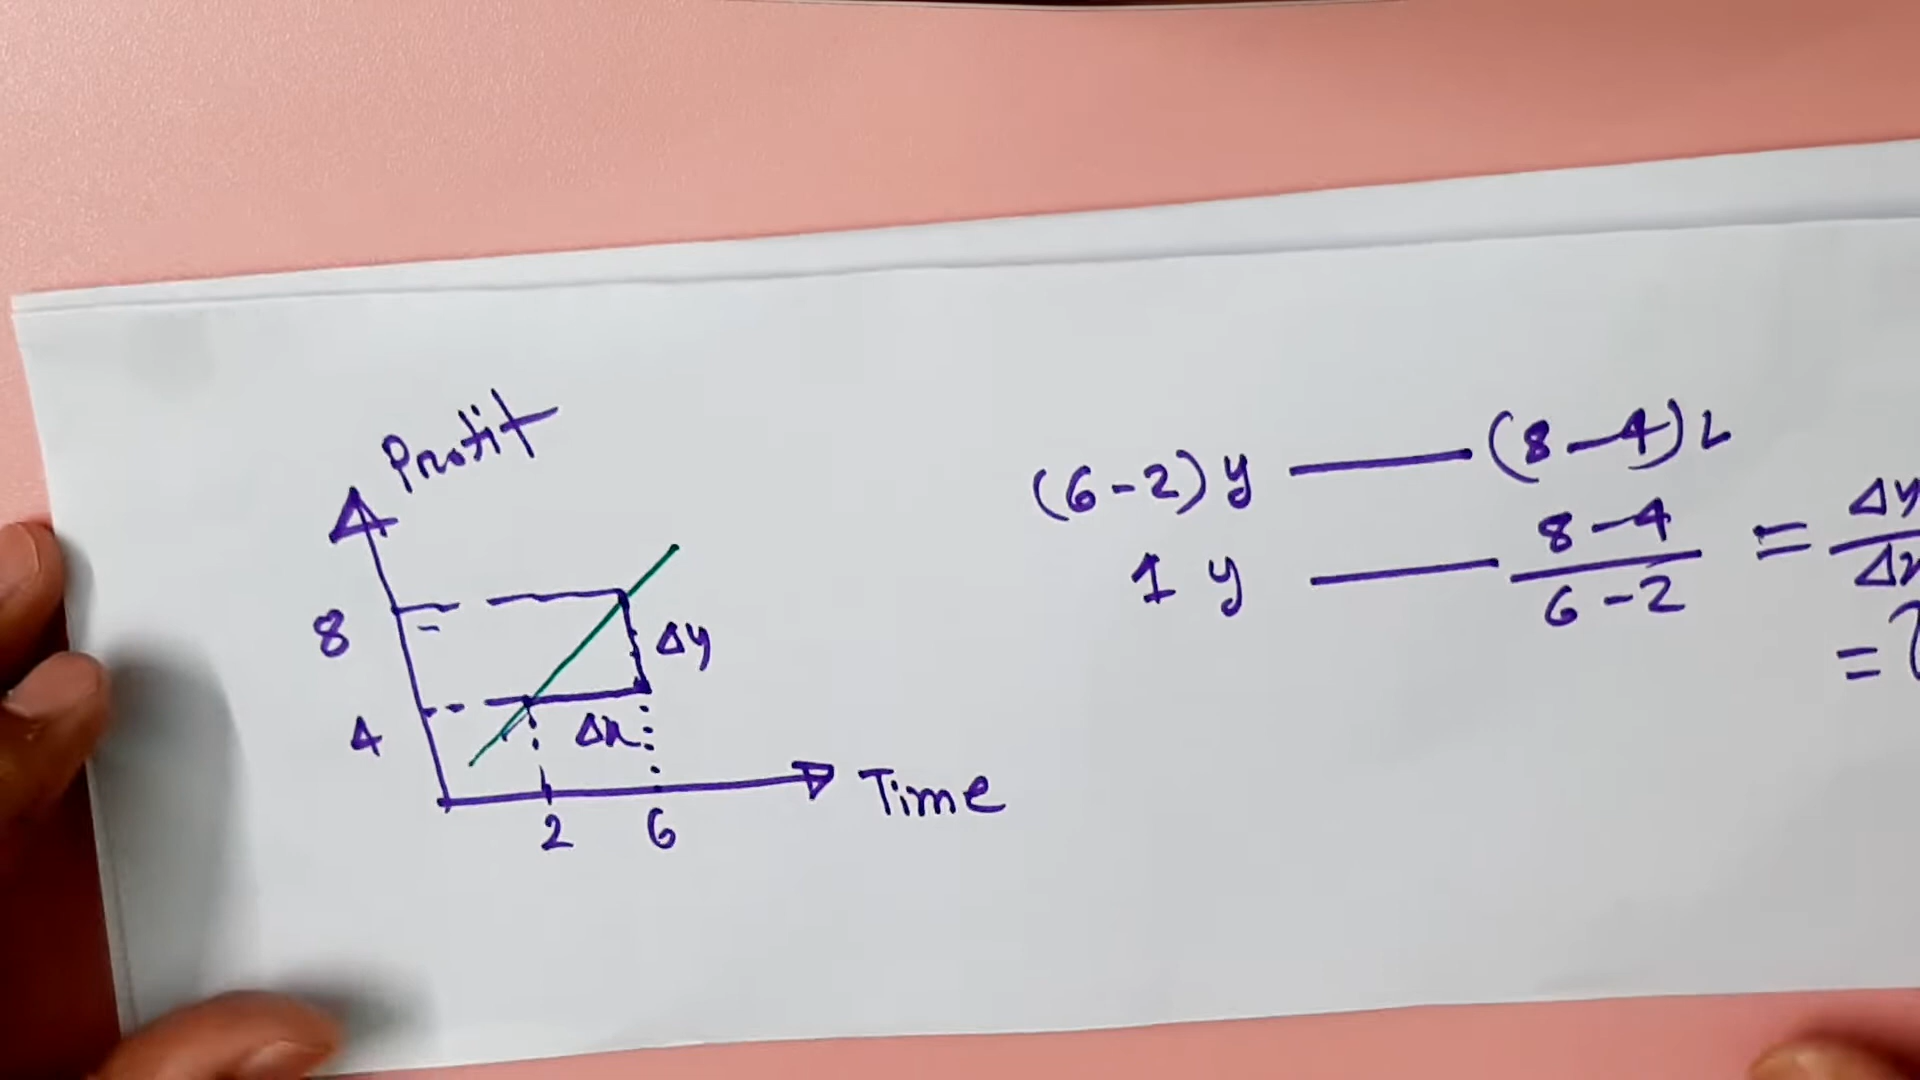 Profit
8
Δy
4
Δx
2 6
Time
(6-2) y — (8-4) L
1 y — 8-4 / 6-2 = Δy / Δx
=